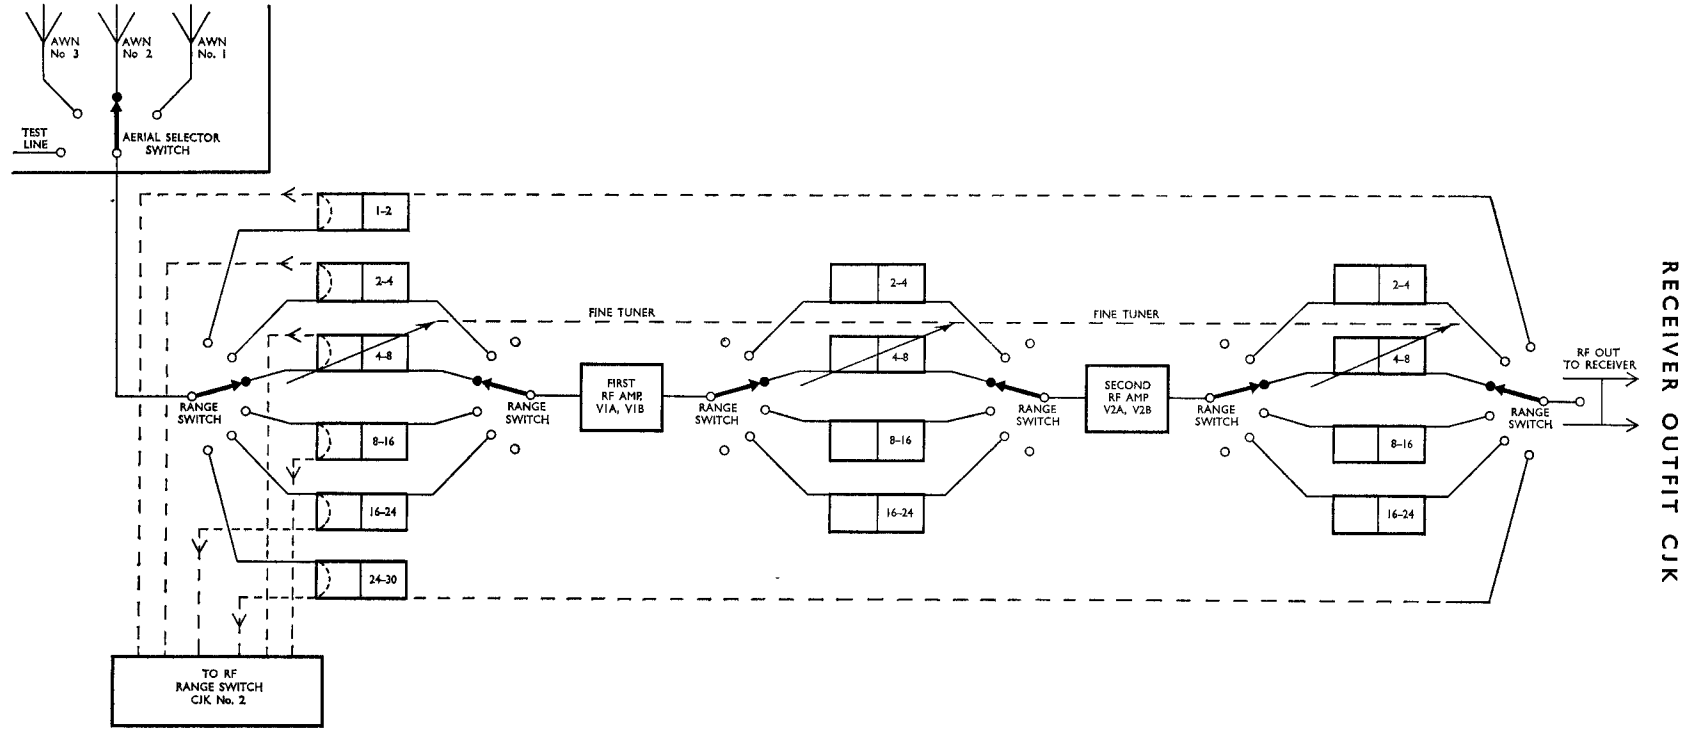 AWN
No 3
AWN
No 2
AWN
No. 1
TEST
LINE
AERIAL SELECTOR
SWITCH
1–2
2–4
2–4
2–4
FINE TUNER
FINE TUNER
4–8
4–8
4–8
RANGE
SWITCH
RANGE
SWITCH
FIRST
RF AMP.
V1A, V1B
RANGE
SWITCH
RANGE
SWITCH
SECOND
RF AMP
V2A, V2B
RANGE
SWITCH
RANGE
SWITCH
RF OUT
TO RECEIVER
8–16
8–16
8–16
16–24
16–24
16–24
24–30
TO RF
RANGE SWITCH
CJK No. 2
RECEIVER OUTFIT CJK